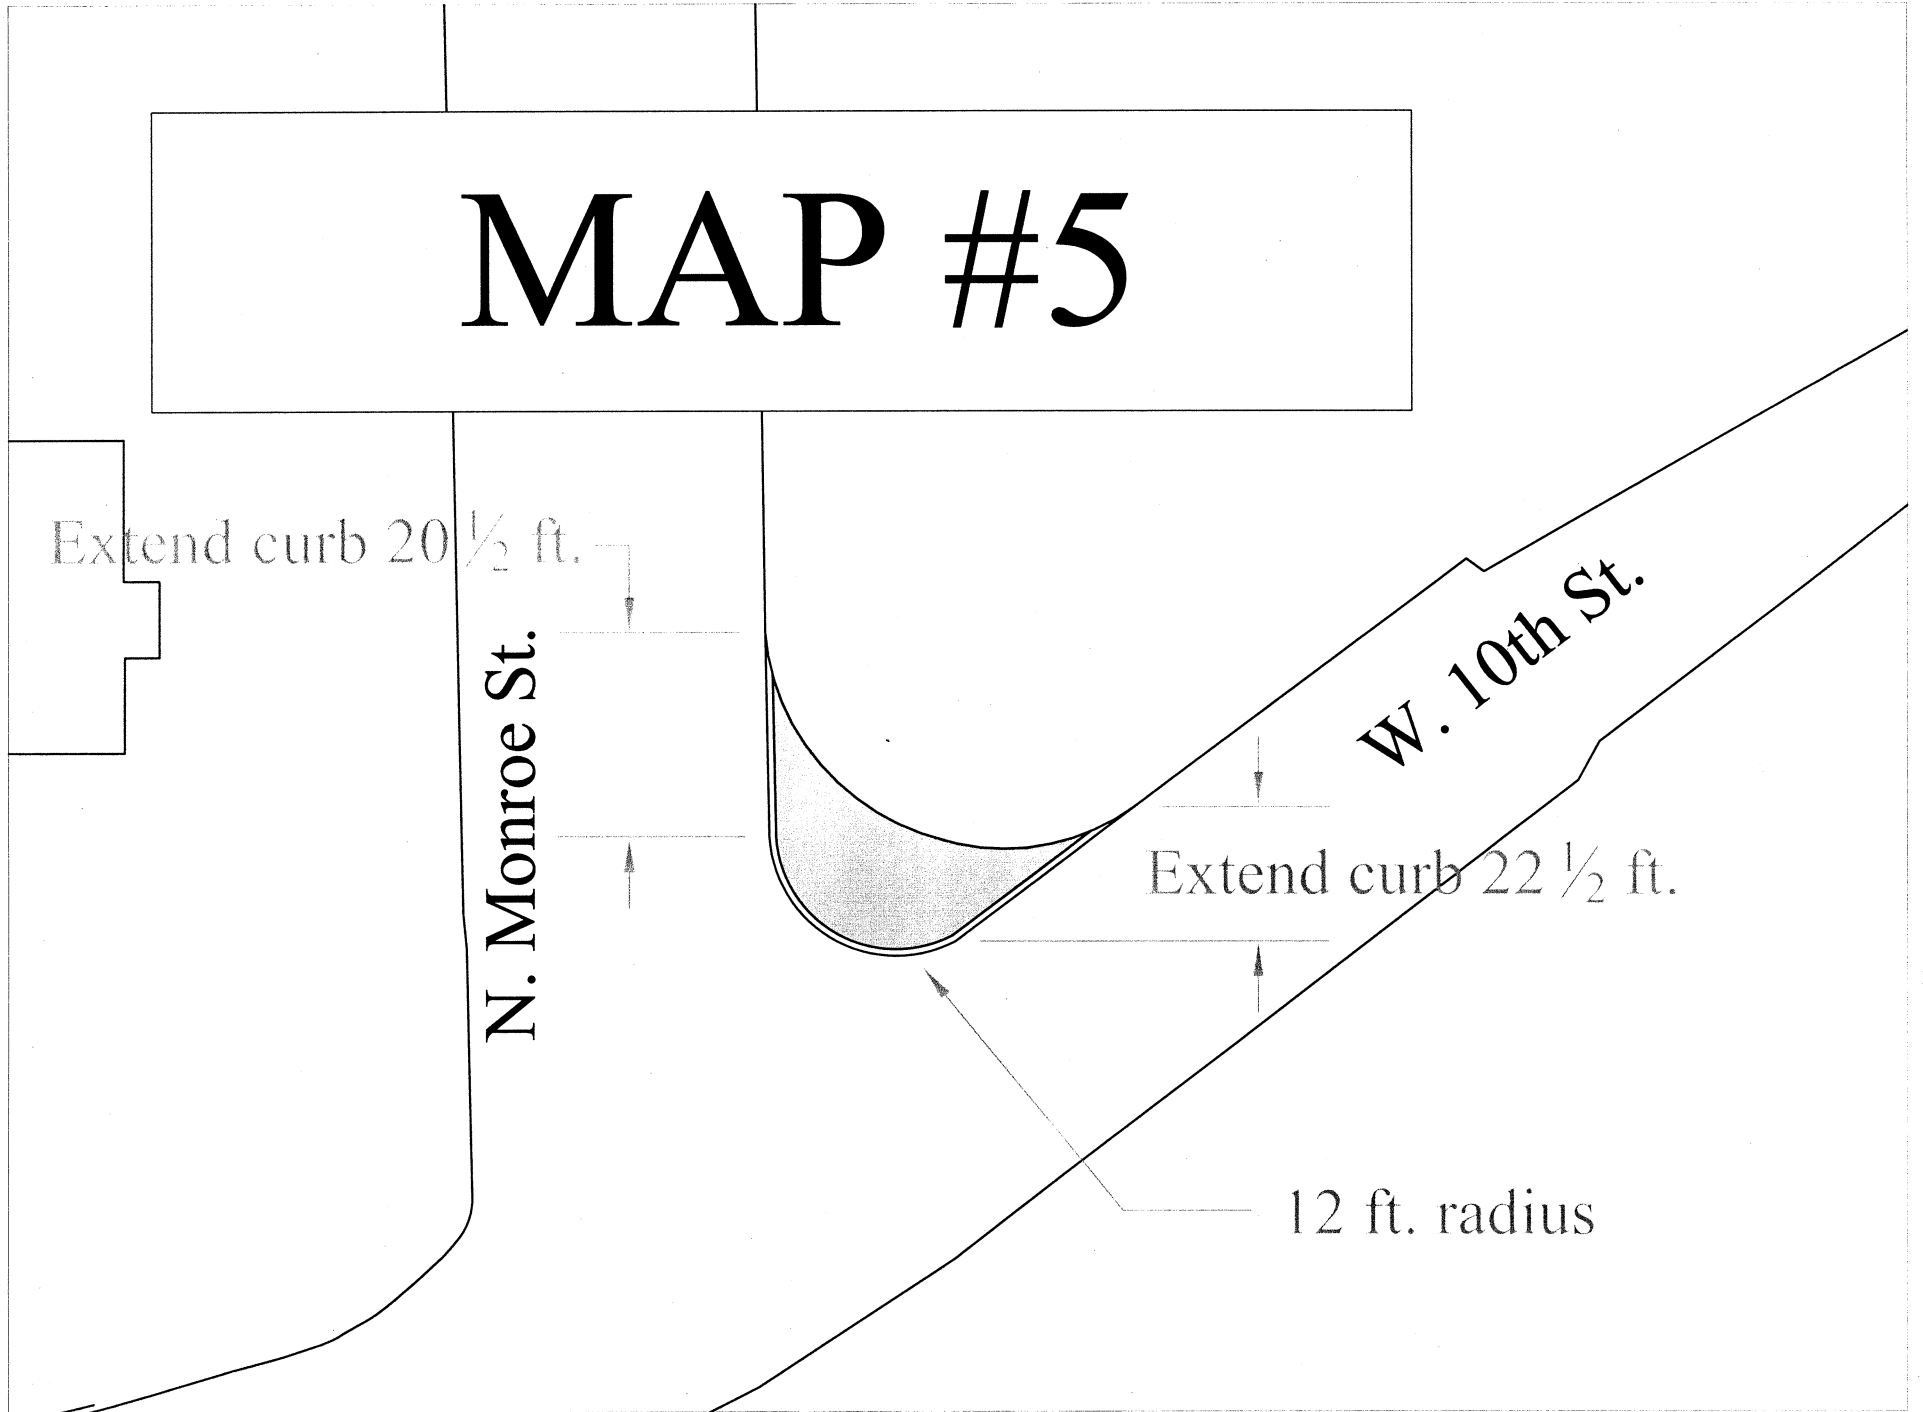 MAP #5
Extend curb 20 ½ ft.
N. Monroe St.
W. 10th St.
Extend curb 22 ½ ft.
12 ft. radius